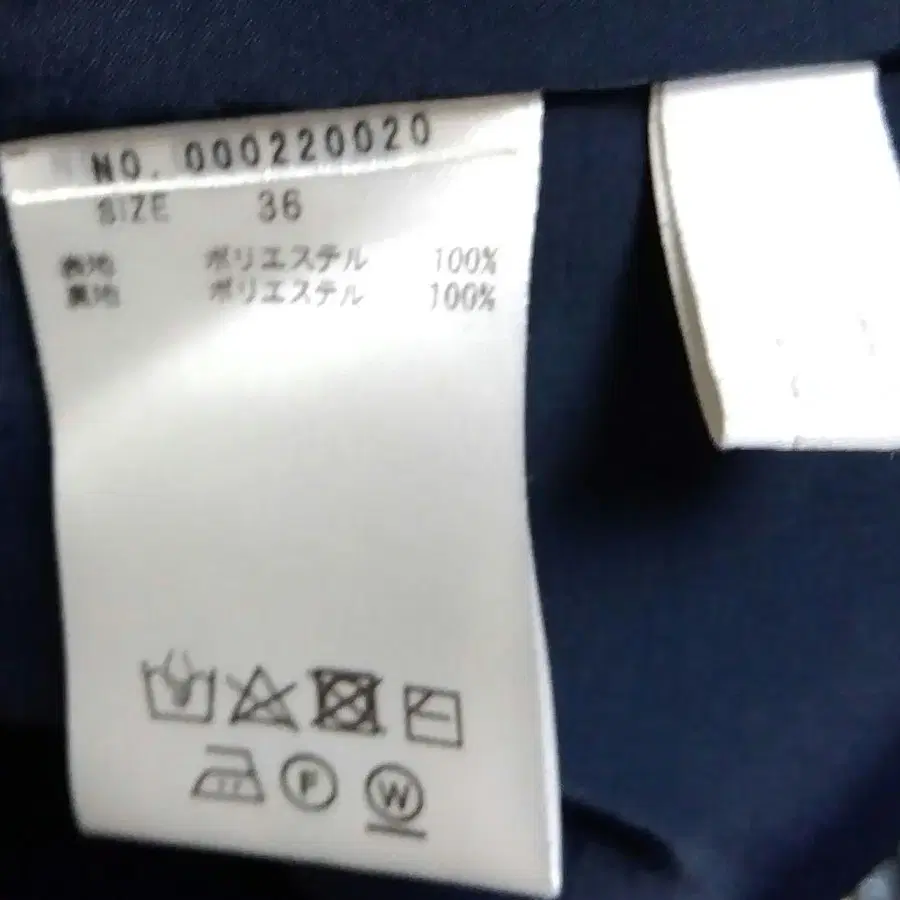 NO. 000220020
SIZE 36
表地 ポリエステル 100%
裏地 ポリエステル 100%
F W